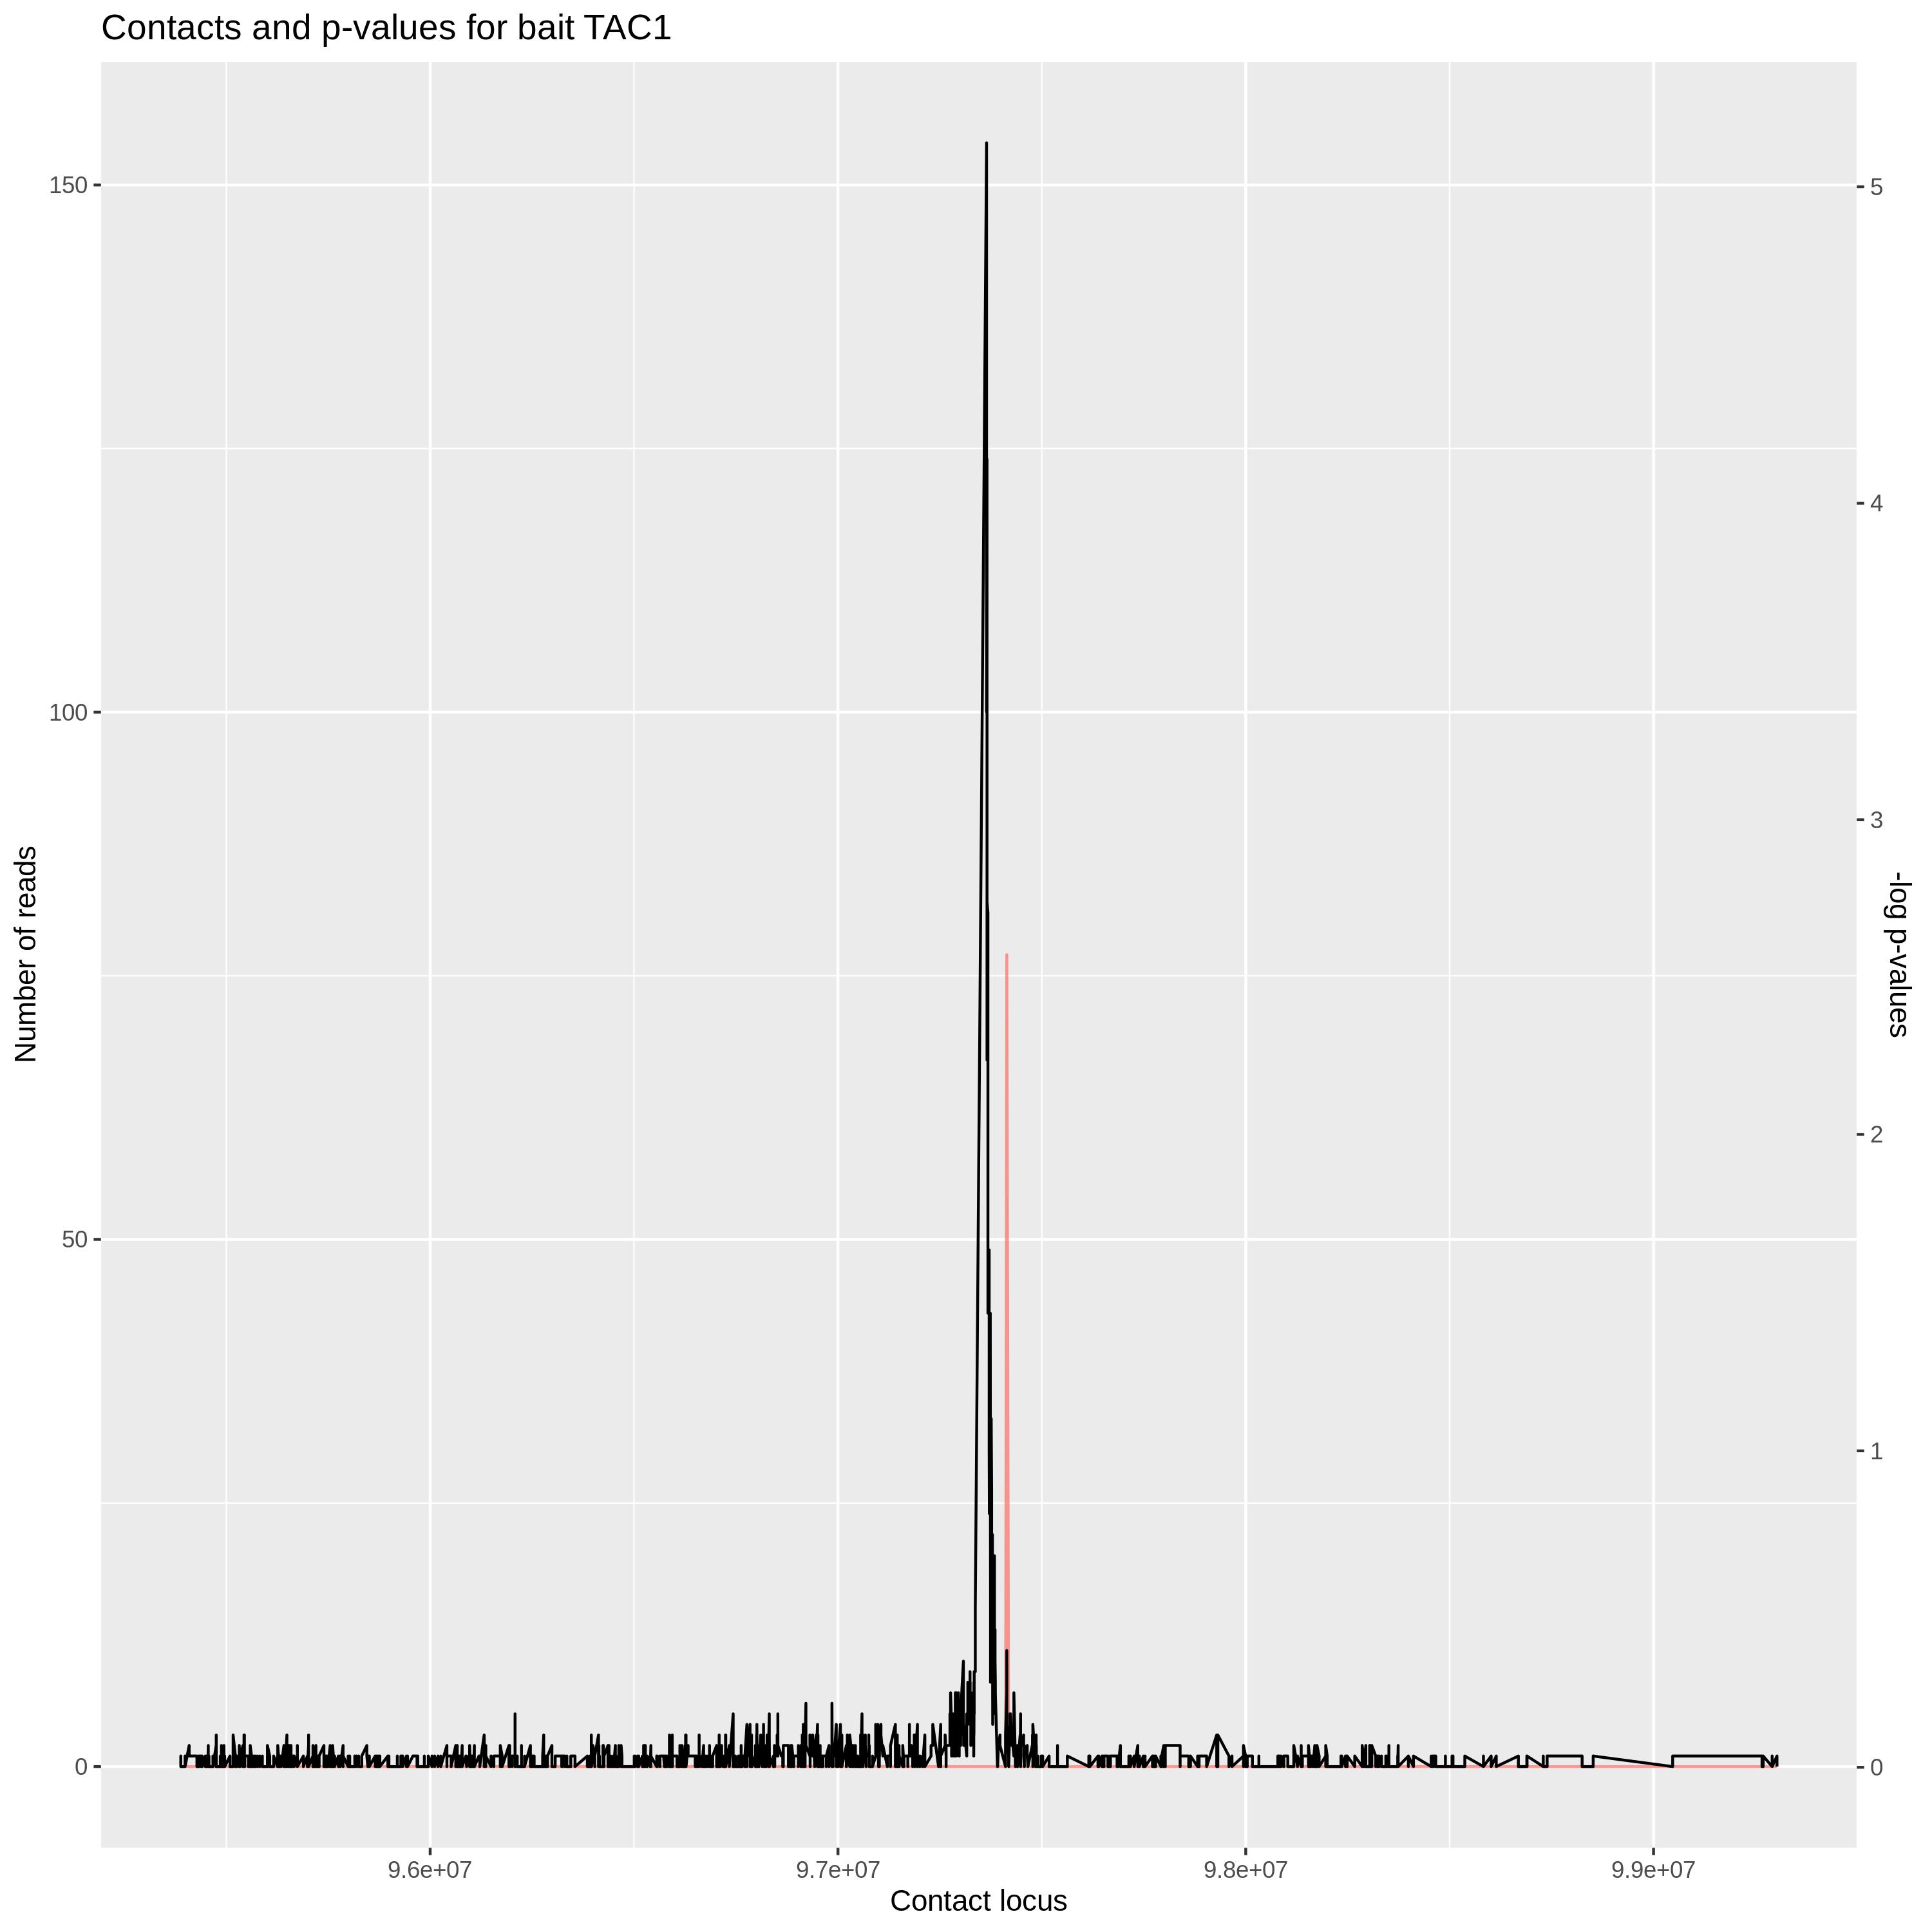 Contacts and p-values for bait TAC1
150
100
50
0
Number of reads
5
4
3
2
1
0
-log p-values
9.6e+07
9.7e+07
9.8e+07
9.9e+07
Contact locus